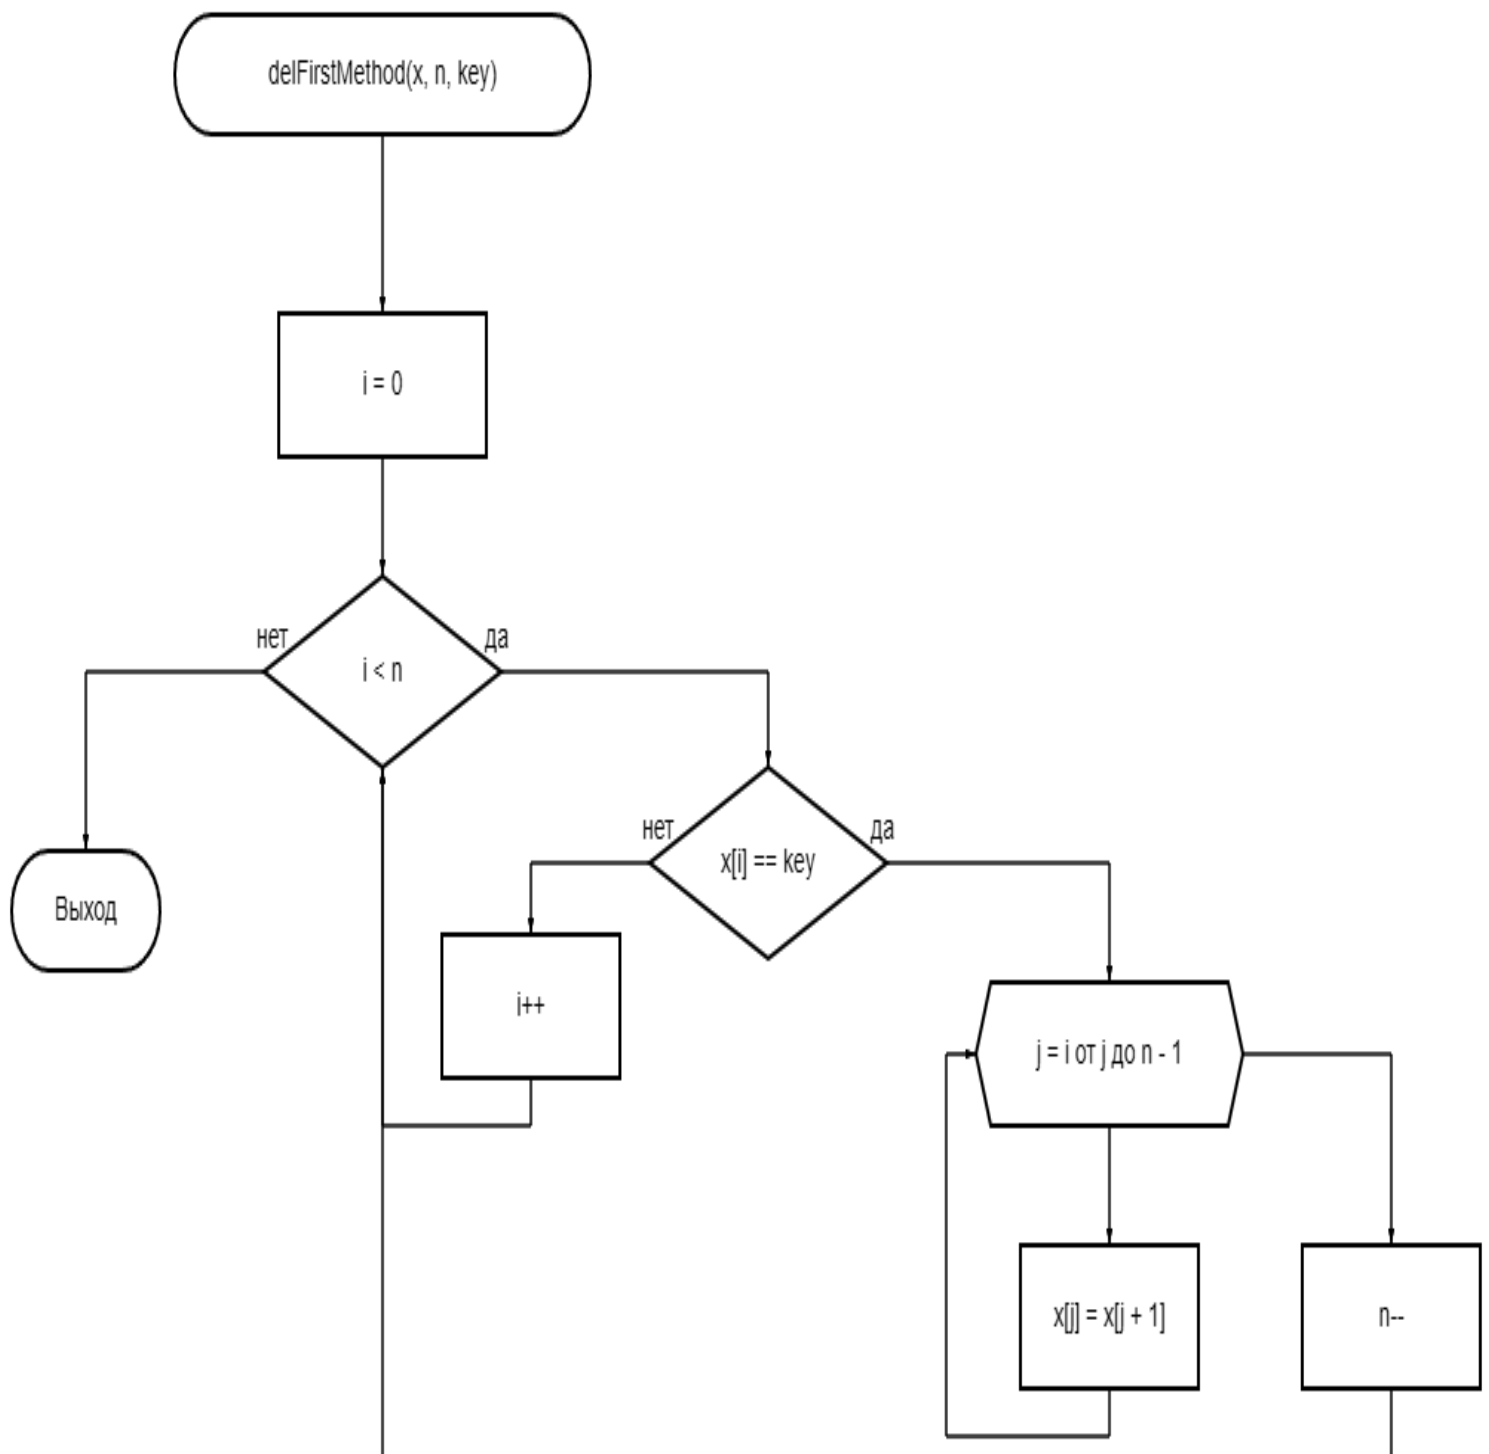 delFirstMethod(x, n, key)
i = 0
нет
да
i < n
нет
да
x[i] == key
Выход
i++
j = i от j до n - 1
x[j] = x[j + 1]
n--